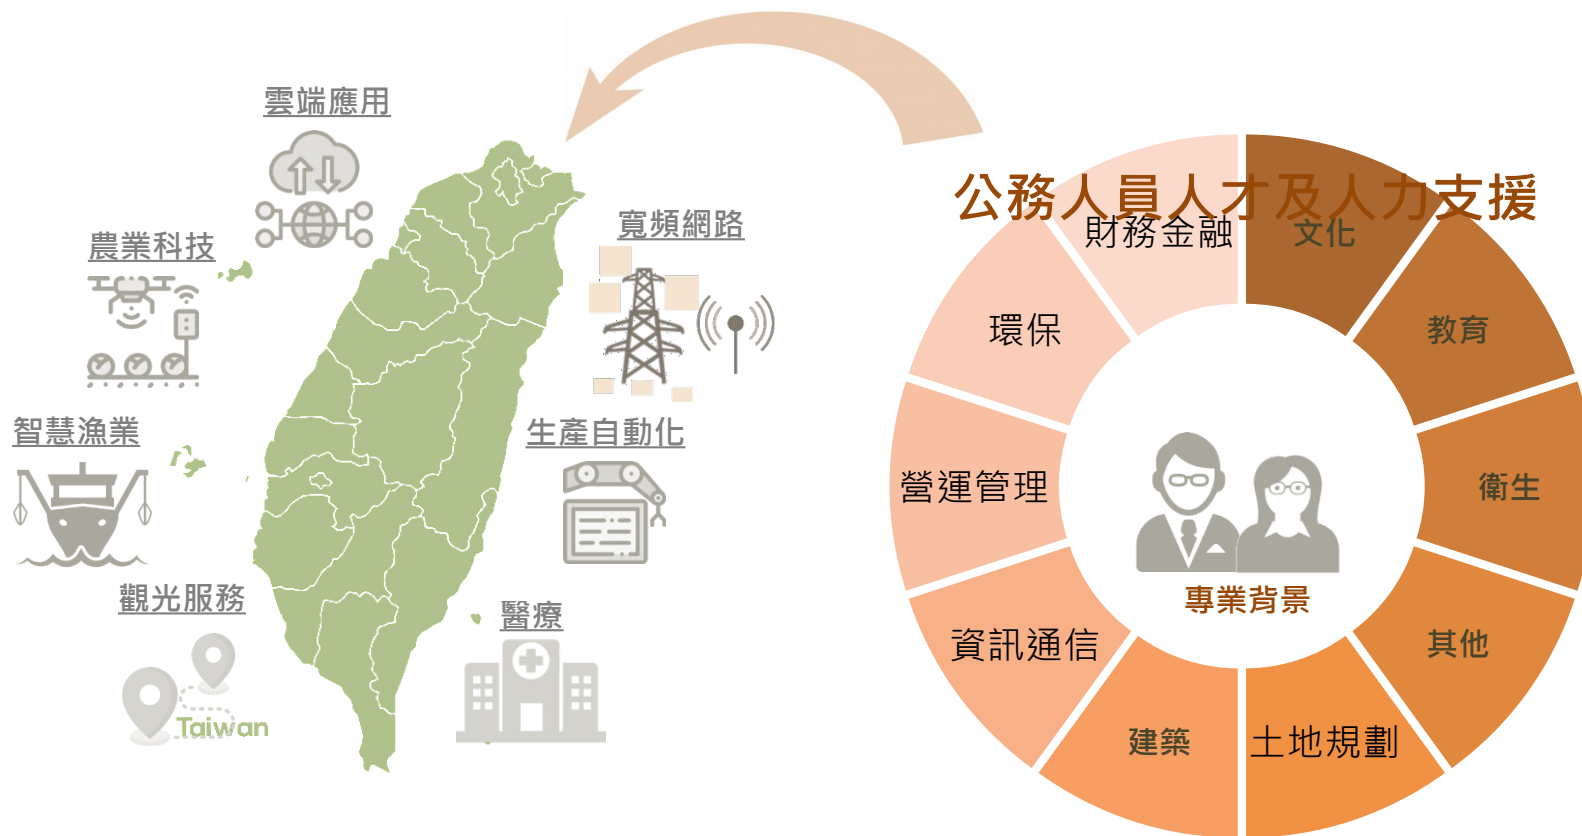 雲端應用
農業科技
寬頻網路
智慧漁業
生產自動化
觀光服務
Taiwan
醫療
公務人員人才及人力支援
財務金融
文化
環保
教育
營運管理
衛生
專業背景
資訊通信
其他
建築
土地規劃